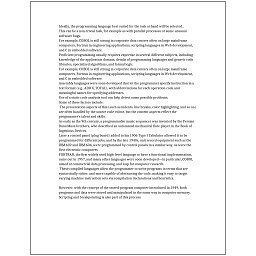 Ideally, the programming language best suited for the task at hand will be selected.
This can be a non-trivial task, for example as with parallel processes of some unusual
software bugs.
For example, COBOL is still strong in corporate data centers often on large mainframe
computers, Fortran in engineering applications, scripting languages in Web development,
and C in embedded software.
Proficient programming usually requires expertise in several different subjects, including
knowledge of the application domain, details of programming languages and generic code
libraries, specialized algorithms, and formal logic.
For example, COBOL is still strong in corporate data centers often on large mainframe
computers, Fortran in engineering applications, scripting languages in Web development,
and C in embedded software.
Assembly languages were soon developed that let the programmer specify instruction in a
text format (e.g., ADD X, TOTAL), with abbreviations for each operation code and
meaningful names for specifying addresses.
Use of a static code analysis tool can help detect some possible problems.
Some of these factors include:
The presentation aspects of this (such as indents, line breaks, color highlighting, and so on)
are often handled by the source code editor, but the content aspects reflect the
programmer's talent and skills.
As early as the 9th century, a programmable music sequencer was invented by the Persian
Banu Musa brothers, who described an automated mechanical flute player in the Book of
Ingenious Devices.
Later a control panel (plug board) added to his 1906 Type I Tabulator allowed it to be
programmed for different jobs, and by the late 1940s, unit record equipment such as the
IBM 602 and IBM 604, were programmed by control panels in a similar way, as were the
first electronic computers.
FORTRAN, the first widely used high-level language to have a functional implementation,
came out in 1957, and many other languages were soon developed—in particular, COBOL
aimed at commercial data processing, and Lisp for computer research.
These compiled languages allow the programmer to write programs in terms that are
syntactically richer, and more capable of abstracting the code, making it easy to target
varying machine instruction sets via compilation declarations and heuristics.
However, with the concept of the stored-program computer introduced in 1949, both
programs and data were stored and manipulated in the same way in computer memory.
Scripting and breakpointing is also part of this process.